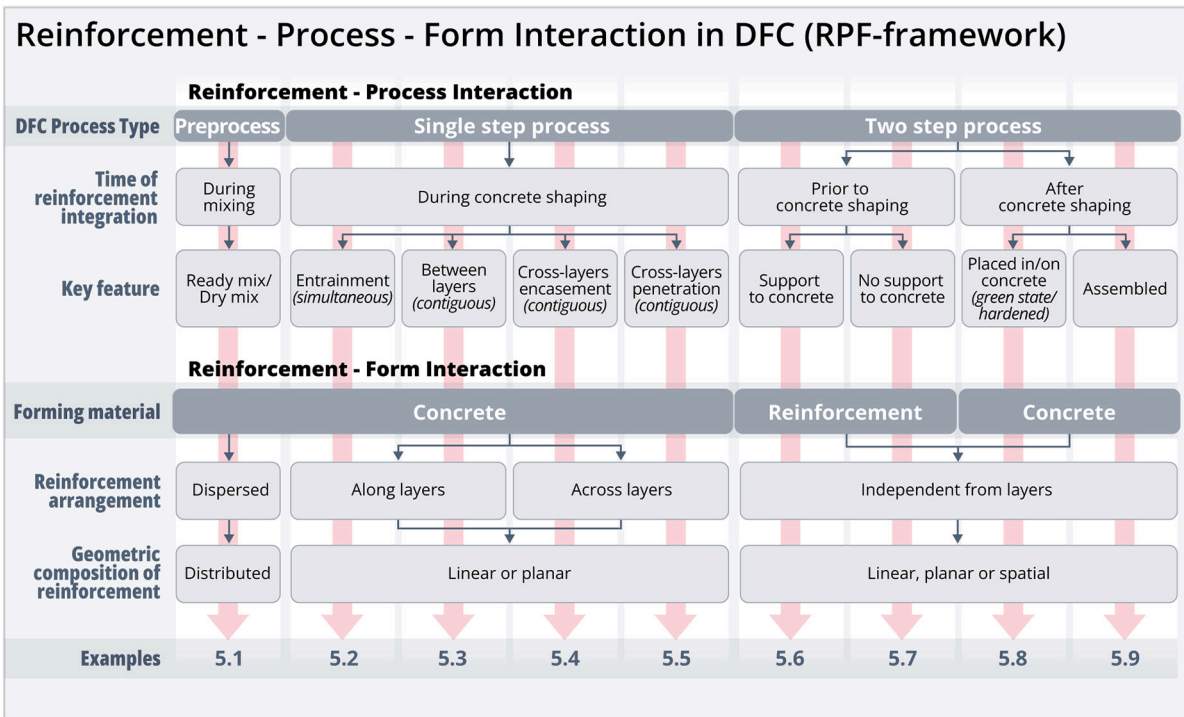 Reinforcement - Process - Form Interaction in DFC (RPF-framework)
Reinforcement - Process Interaction
DFC Process Type
Preprocess
Single step process
Two step process
Time of
reinforcement
integration
During
mixing
During concrete shaping
Prior to
concrete shaping
After
concrete shaping
Key feature
Ready mix/
Dry mix
Entrainment
(simultaneous)
Between
layers
(contiguous)
Cross-layers
encasement
(contiguous)
Cross-layers
penetration
(contiguous)
Support
to concrete
No support
to concrete
Placed in/on
concrete
(green state/
hardened)
Assembled
Reinforcement - Form Interaction
Forming material
Concrete
Reinforcement
Concrete
Reinforcement
arrangement
Dispersed
Along layers
Across layers
Independent from layers
Geometric
composition of
reinforcement
Distributed
Linear or planar
Linear, planar or spatial
Examples
5.1
5.2
5.3
5.4
5.5
5.6
5.7
5.8
5.9